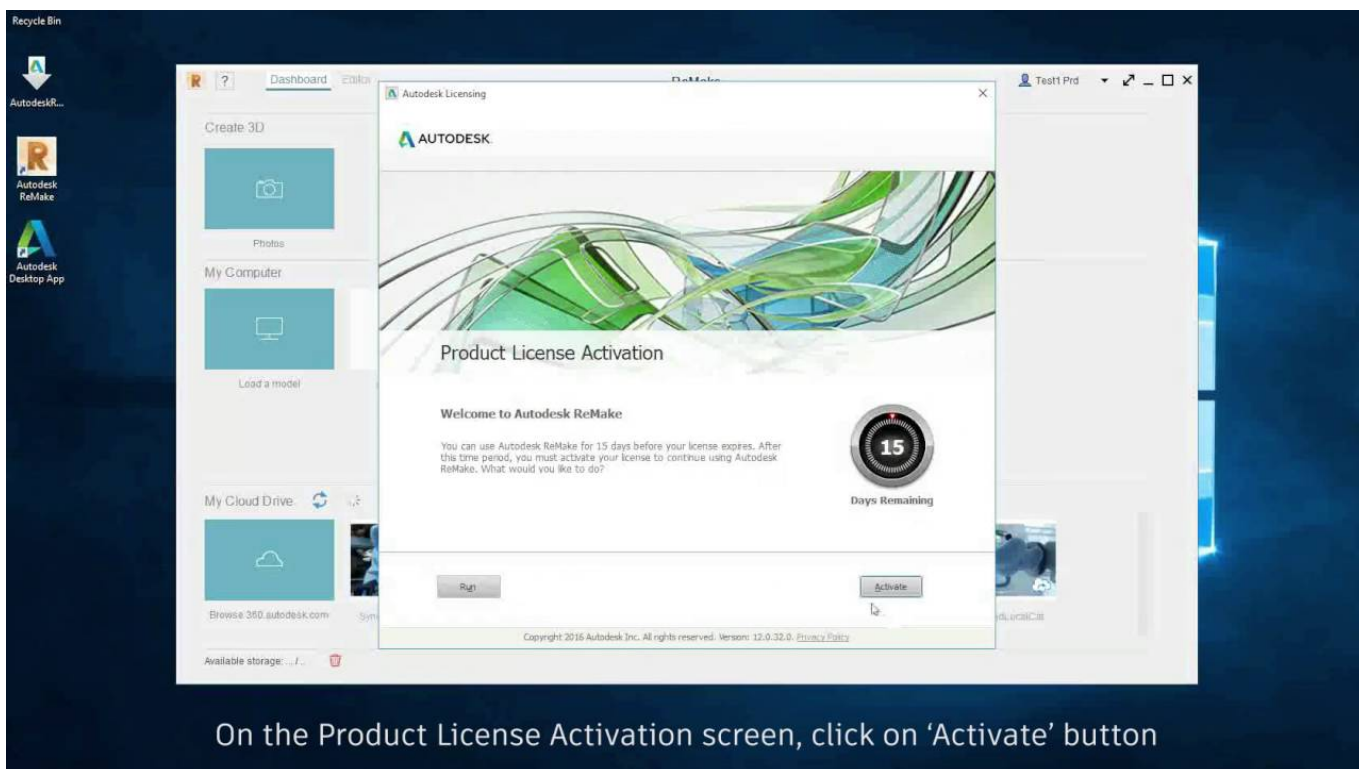 Recycle Bin
AutodeskR...
Autodesk
ReMake
Autodesk
Desktop App
Dashboard
Editor
ReMake
Test1 Prd
Create 3D
Photos
My Computer
Load a model
My Cloud Drive
Browse 360.autodesk.com
Available storage: .../...
Autodesk Licensing
AUTODESK
Product License Activation
Welcome to Autodesk ReMake
You can use Autodesk ReMake for 15 days before your license expires. After
this time period, you must activate your license to continue using Autodesk
ReMake. What would you like to do?
15
Days Remaining
Run
Activate
Copyright 2016 Autodesk Inc. All rights reserved. Version: 12.0.32.0. Privacy Policy
On the Product License Activation screen, click on ‘Activate’ button